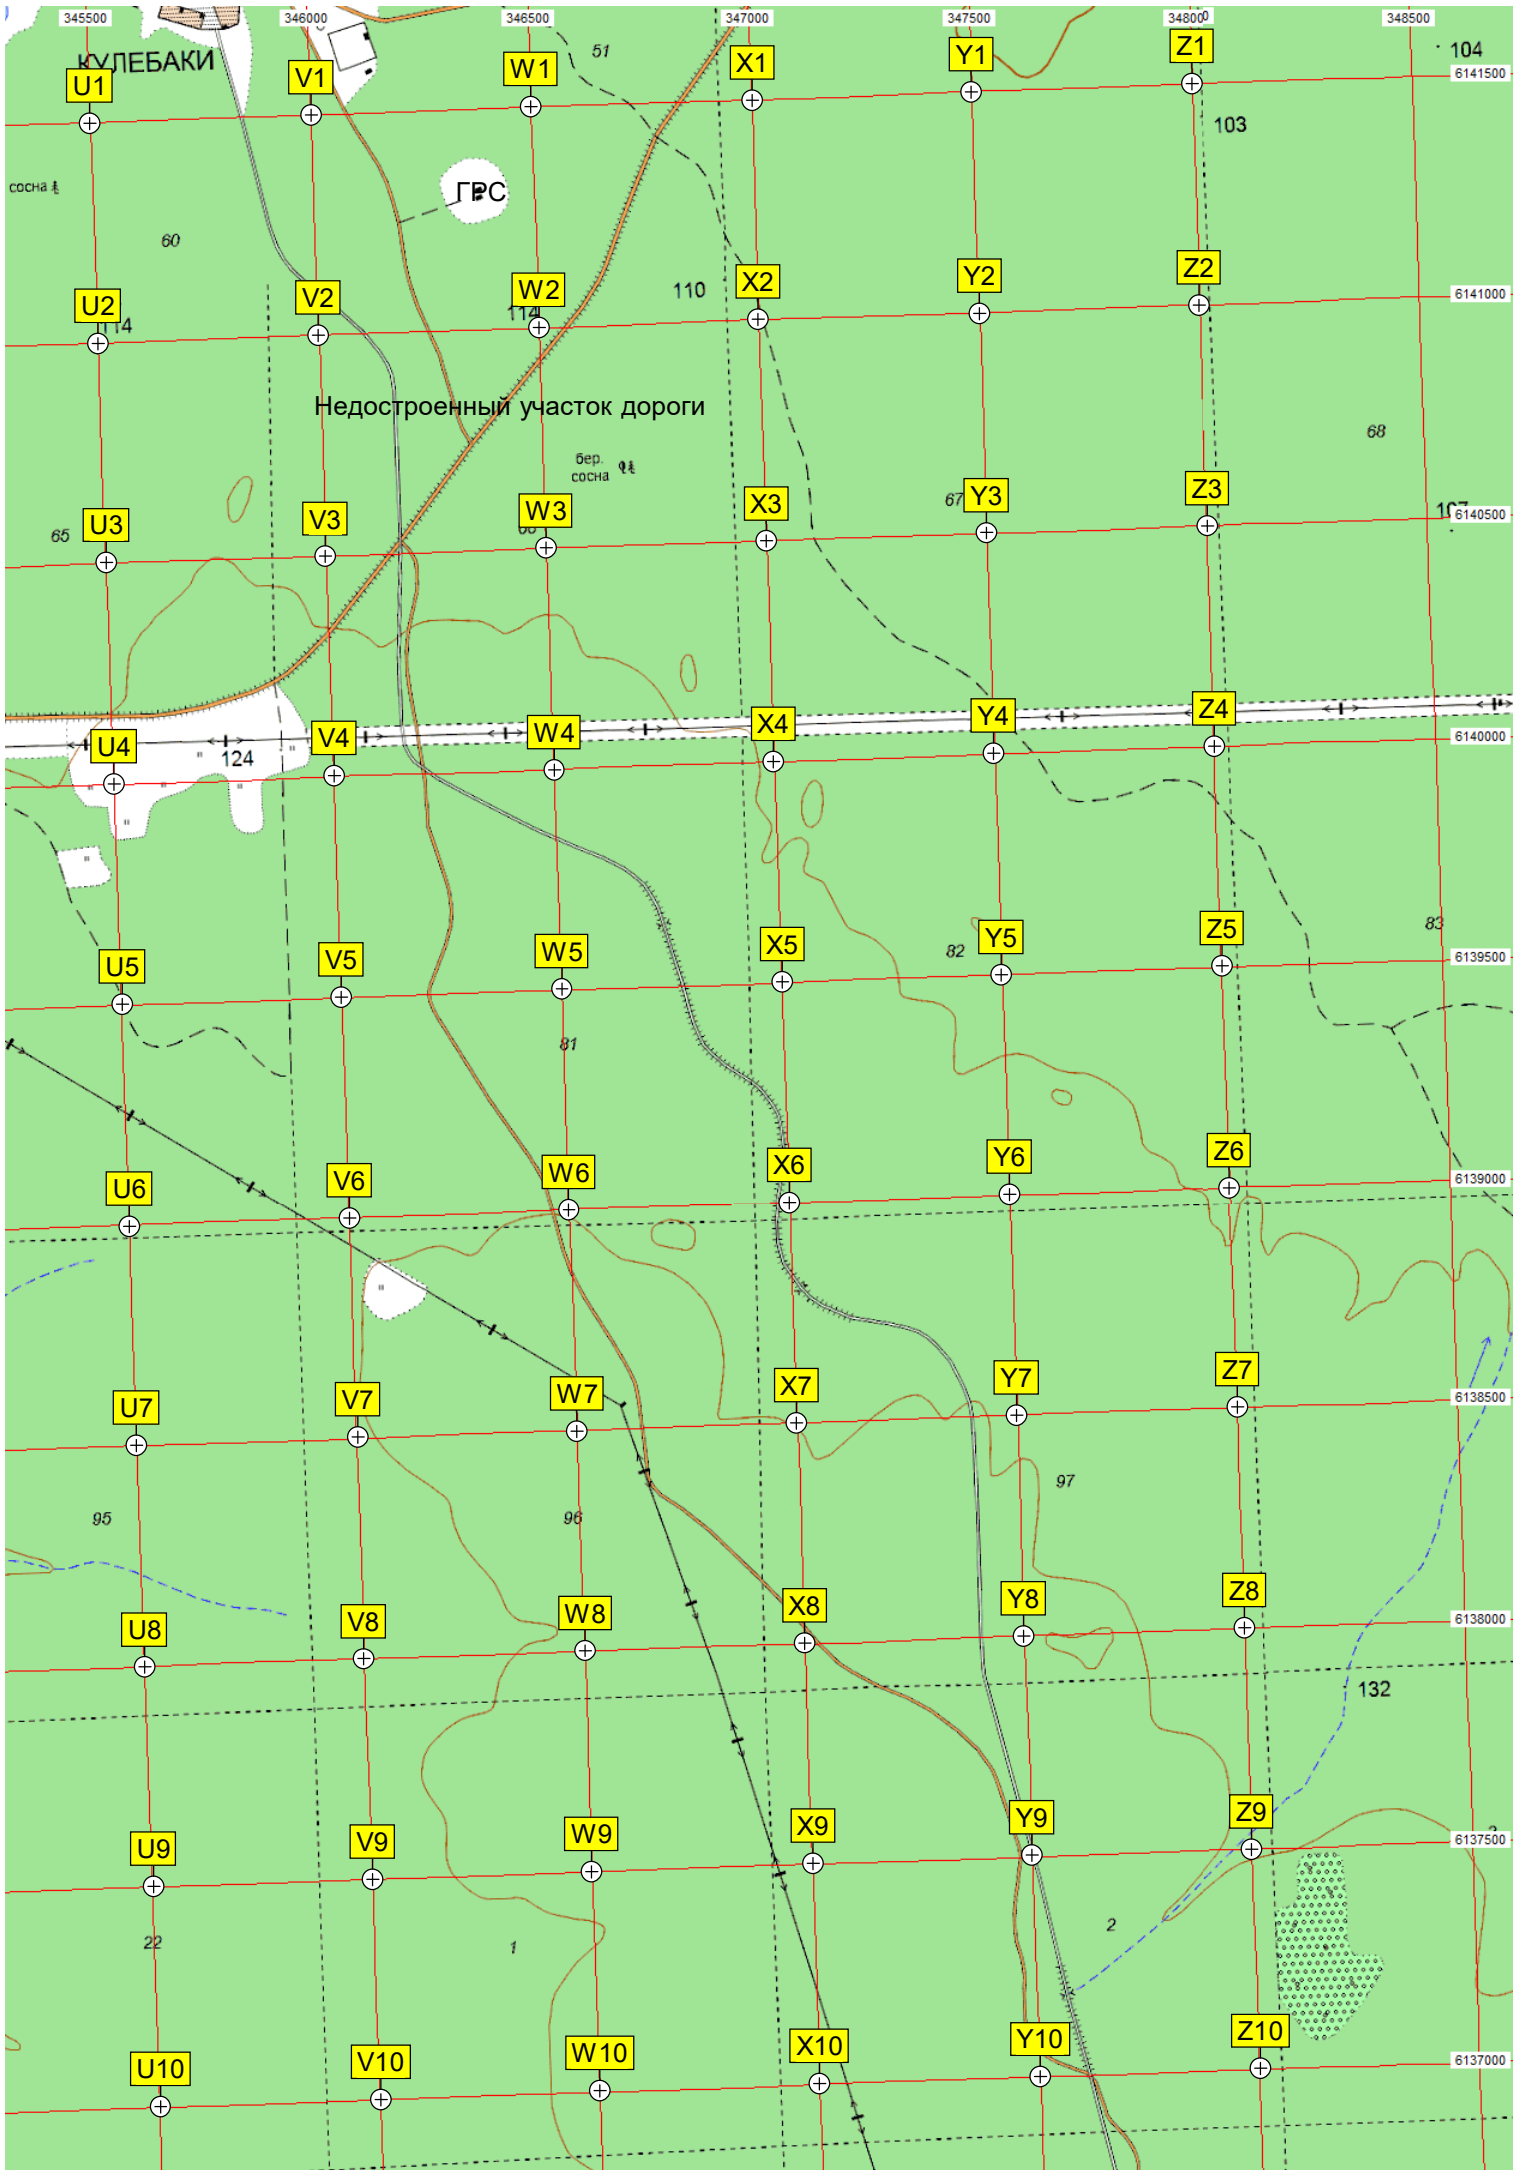 345500 346000 346500 347000 347500 348000 348500
КУЛЕБАКИ 51 104
U1 V1 W1 X1 Y1 Z1 6141500
103
сосна ГРС
60
110
U2 V2 W2 X2 Y2 Z2 6141000
114 114
Недостроенный участок дороги
68
бер.
сосна
65 67 107
U3 V3 W3 X3 Y3 Z3 6140500
U4 V4 W4 X4 Y4 Z4 6140000
124
82 83
U5 V5 W5 X5 Y5 Z5 6139500
81
U6 V6 W6 X6 Y6 Z6 6139000
U7 V7 W7 X7 Y7 Z7 6138500
97
95 96
U8 V8 W8 X8 Y8 Z8 6138000
132
U9 V9 W9 X9 Y9 Z9 6137500
22 1 2
U10 V10 W10 X10 Y10 Z10 6137000